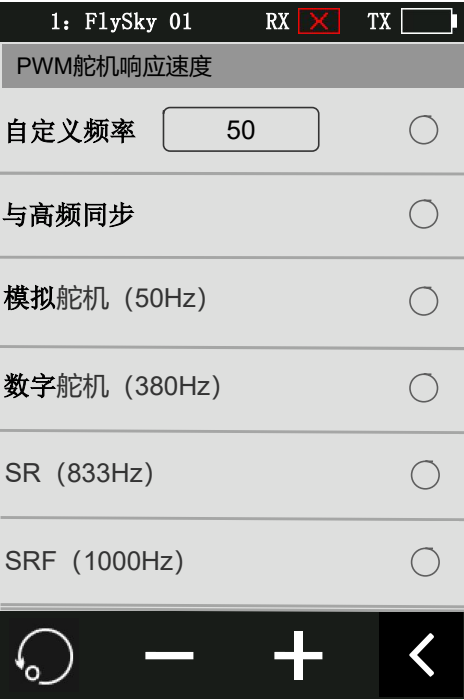 1: FlySky 01 RX TX
PWM舵机响应速度
自定义频率 50
与高频同步
模拟舵机（50Hz）
数字舵机（380Hz）
SR（833Hz）
SRF（1000Hz）